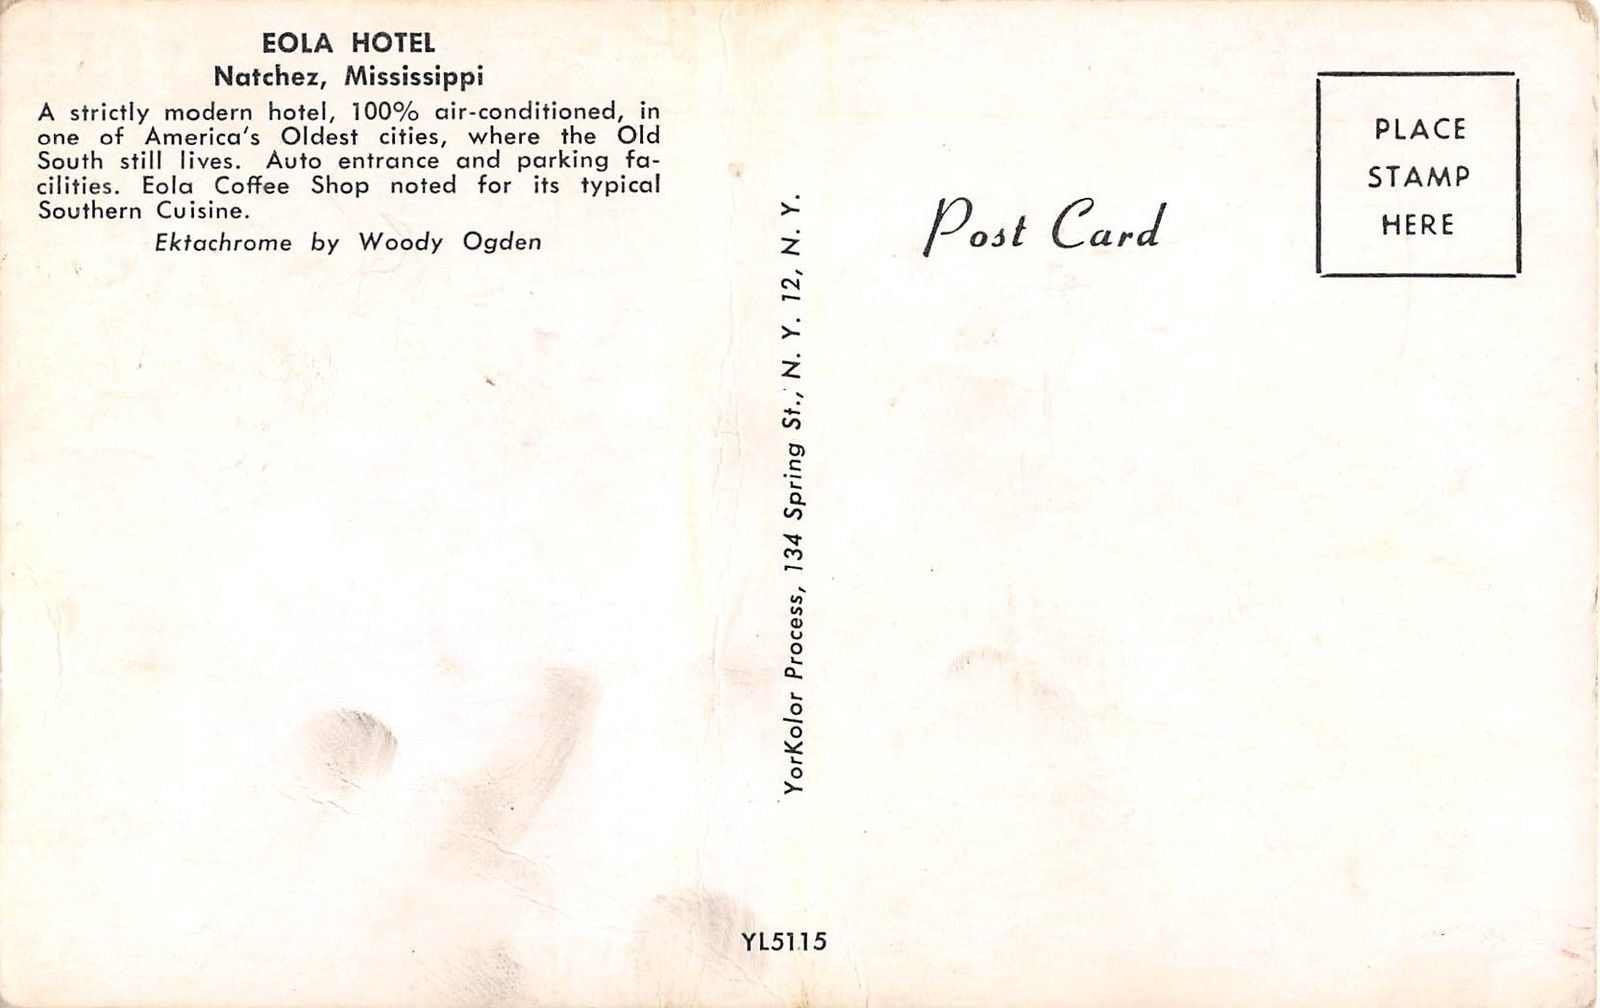 EOLA HOTEL
Natchez, Mississippi
A strictly modern hotel, 100% air-conditioned, in
one of America's Oldest cities, where the Old
South still lives. Auto entrance and parking fa-
cilities. Eola Coffee Shop noted for its typical
Southern Cuisine.
Ektachrome by Woody Ogden
YorKolor Process, 134 Spring St., N. Y. 12, N. Y.
Post Card
PLACE
STAMP
HERE
YL5115